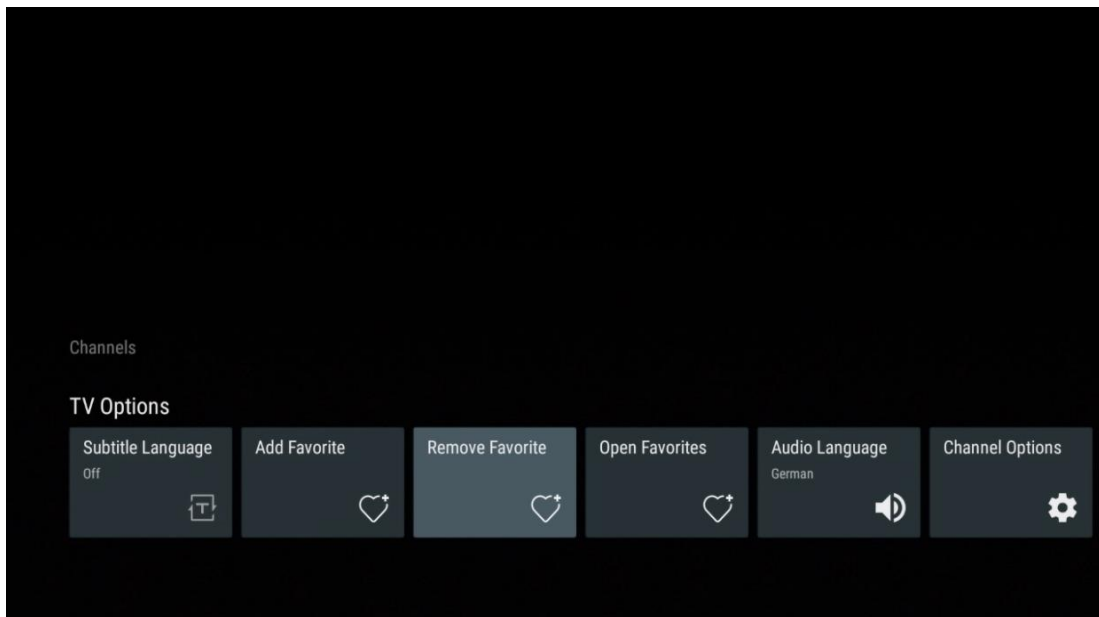 Channels
TV Options
Subtitle Language
Off
Add Favorite
Remove Favorite
Open Favorites
Audio Language
German
Channel Options